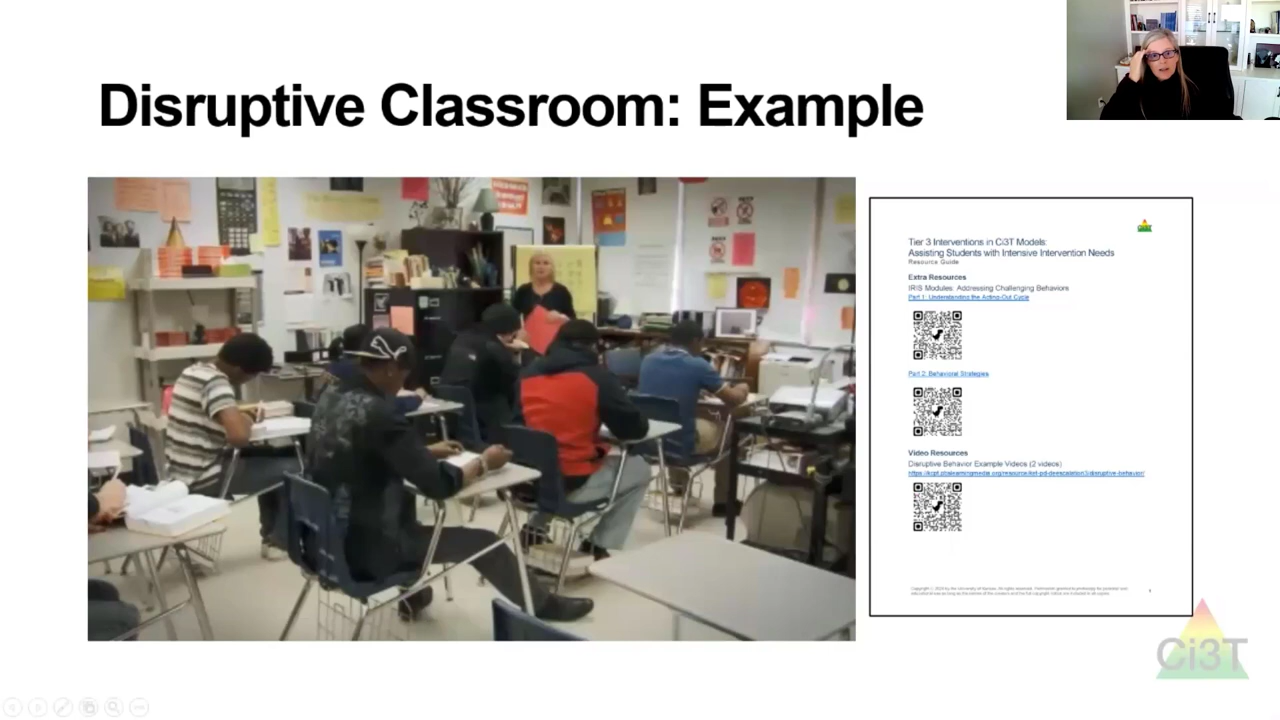 Disruptive Classroom: Example
Ci3T
Tier 3 Interventions in Ci3T Models:
Assisting Students with Intensive Intervention Needs
Resource Guide
Extra Resources
IRIS Modules: Addressing Challenging Behaviors
Part 1: Understanding the Acting-Out Cycle
Part 2: Behavioral Strategies
Video Resources
Disruptive Behavior Example Videos (2 videos)
Ci3T